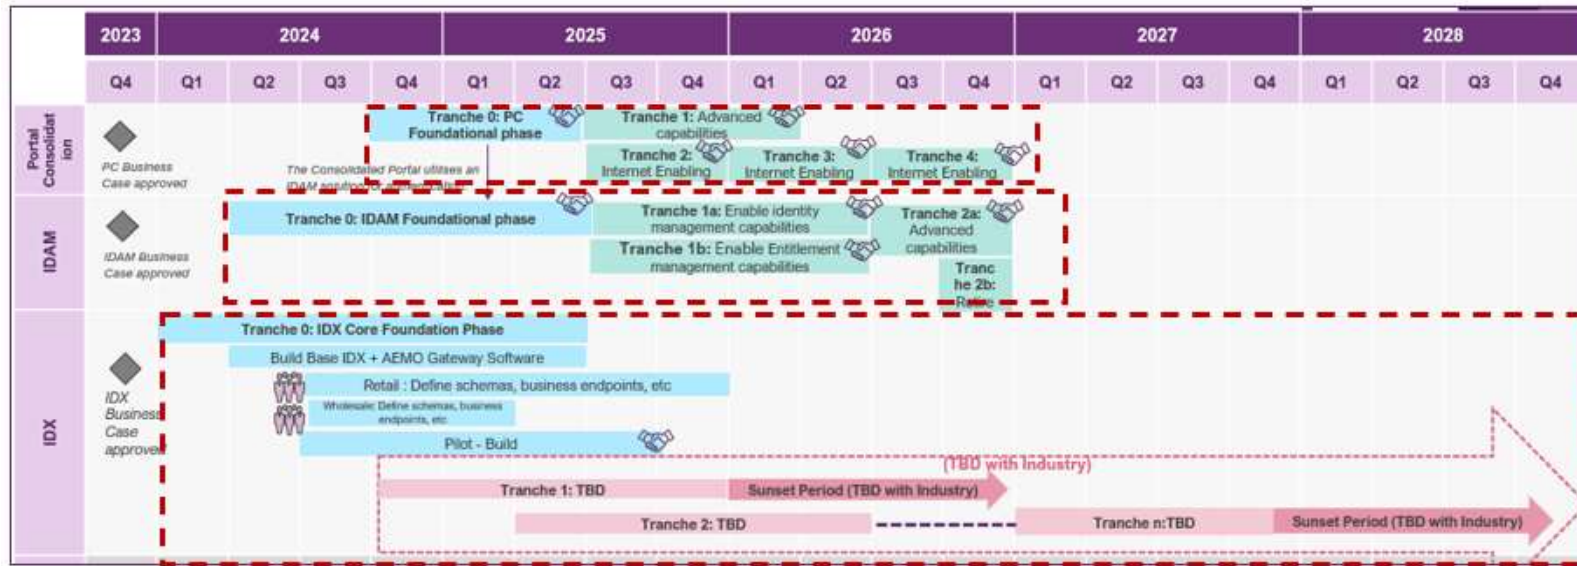 2023 2024 2025 2026 2027 2028
Q4 Q1 Q2 Q3 Q4 Q1 Q2 Q3 Q4 Q1 Q2 Q3 Q4 Q1 Q2 Q3 Q4 Q1 Q2 Q3 Q4
Portal
Consolidat
ion
PC Business
Case approved
The Consolidated Portal utilises an
IDAM solution for
Tranche 0: PC
Foundational phase
Tranche 1: Advanced
capabilities
Tranche 2:
Internet Enabling
Tranche 3:
Internet Enabling
Tranche 4:
Internet Enabling
IDAM
IDAM Business
Case approved
Tranche 0: IDAM Foundational phase
Tranche 1a: Enable identity
management capabilities
Tranche 1b: Enable Entitlement
management capabilities
Tranche 2a:
Advanced
capabilities
Tranc
he 2b:
Retire
IDX
IDX
Business
Case
approved
Tranche 0: IDX Core Foundation Phase
Build Base IDX + AEMO Gateway Software
Retail : Define schemas, business endpoints, etc
Wholesale: Define schemas, business
endpoints, etc
Pilot - Build
(TBD with Industry)
Tranche 1: TBD
Sunset Period (TBD with Industry)
Tranche 2: TBD
Tranche n:TBD
Sunset Period (TBD with Industry)